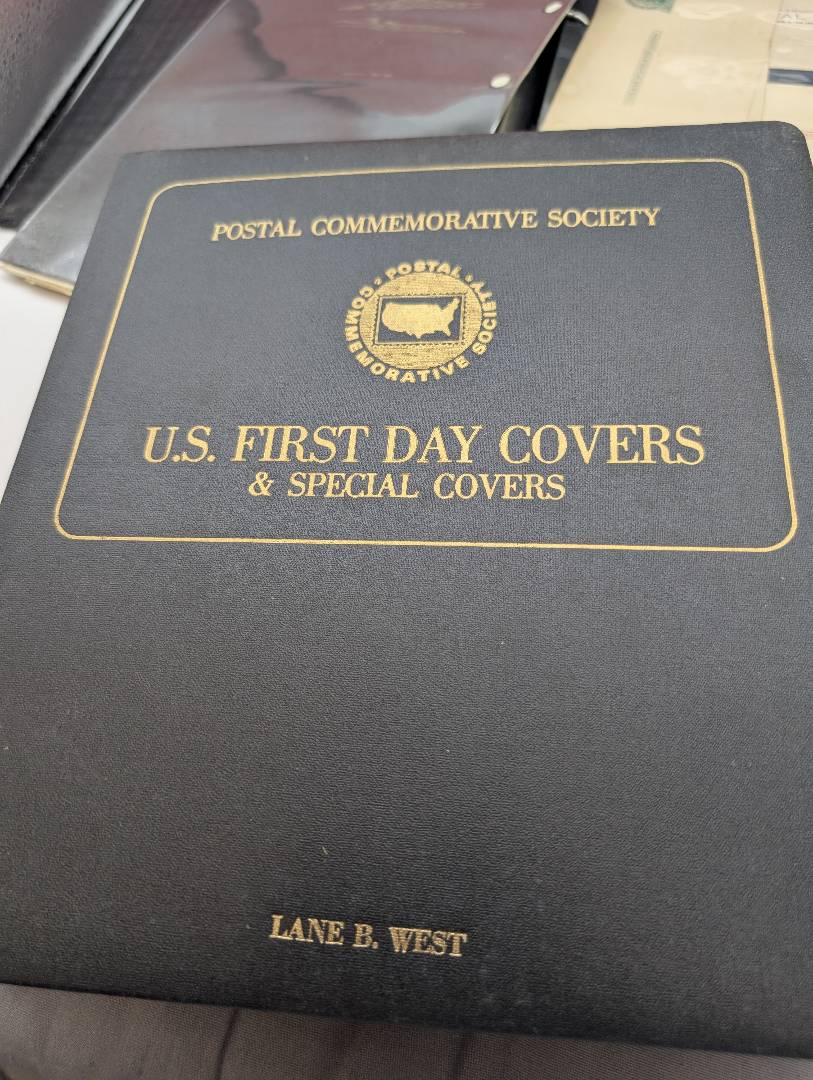 POSTAL COMMEMORATIVE SOCIETY
POSTAL COMMEMORATIVE SOCIETY
U.S. FIRST DAY COVERS
& SPECIAL COVERS
LANE B. WEST